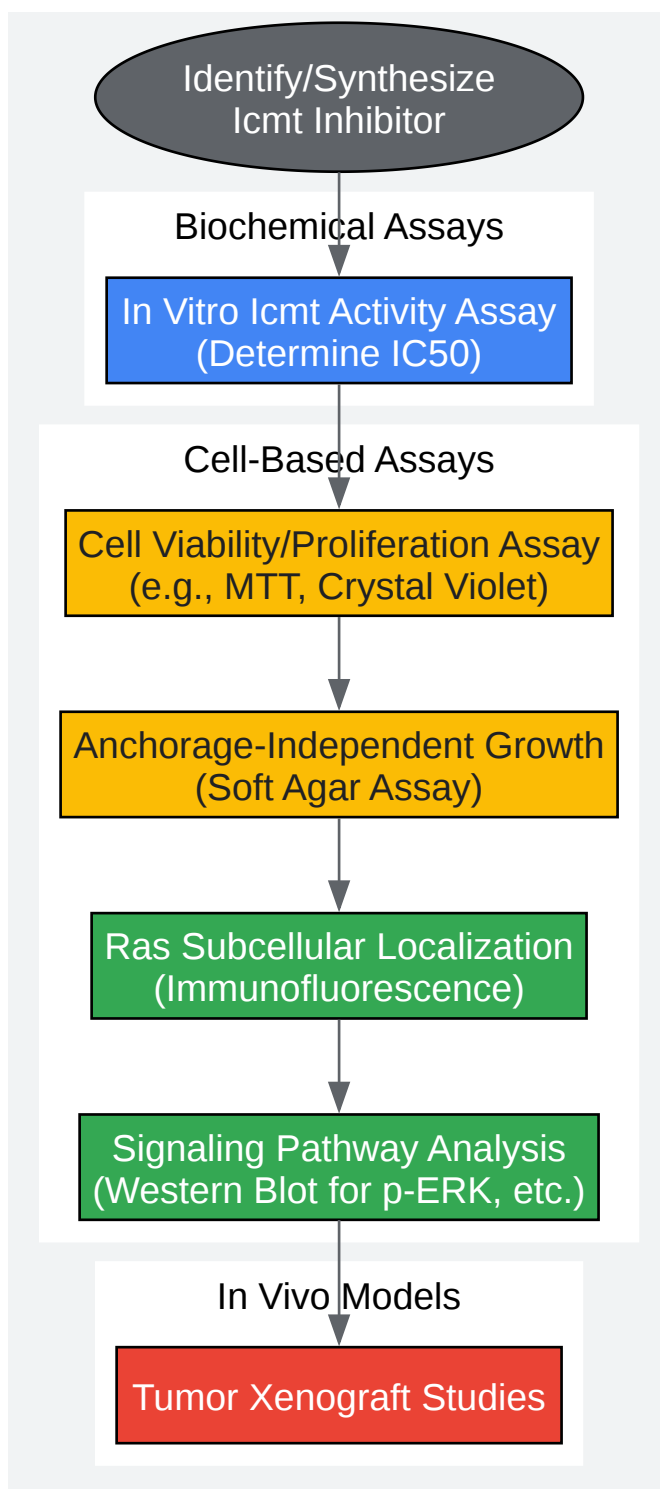 Identify/Synthesize
Icmt Inhibitor
Biochemical Assays
In Vitro Icmt Activity Assay
(Determine IC50)
Cell-Based Assays
Cell Viability/Proliferation Assay
(e.g., MTT, Crystal Violet)
Anchorage-Independent Growth
(Soft Agar Assay)
Ras Subcellular Localization
(Immunofluorescence)
Signaling Pathway Analysis
(Western Blot for p-ERK, etc.)
In Vivo Models
Tumor Xenograft Studies